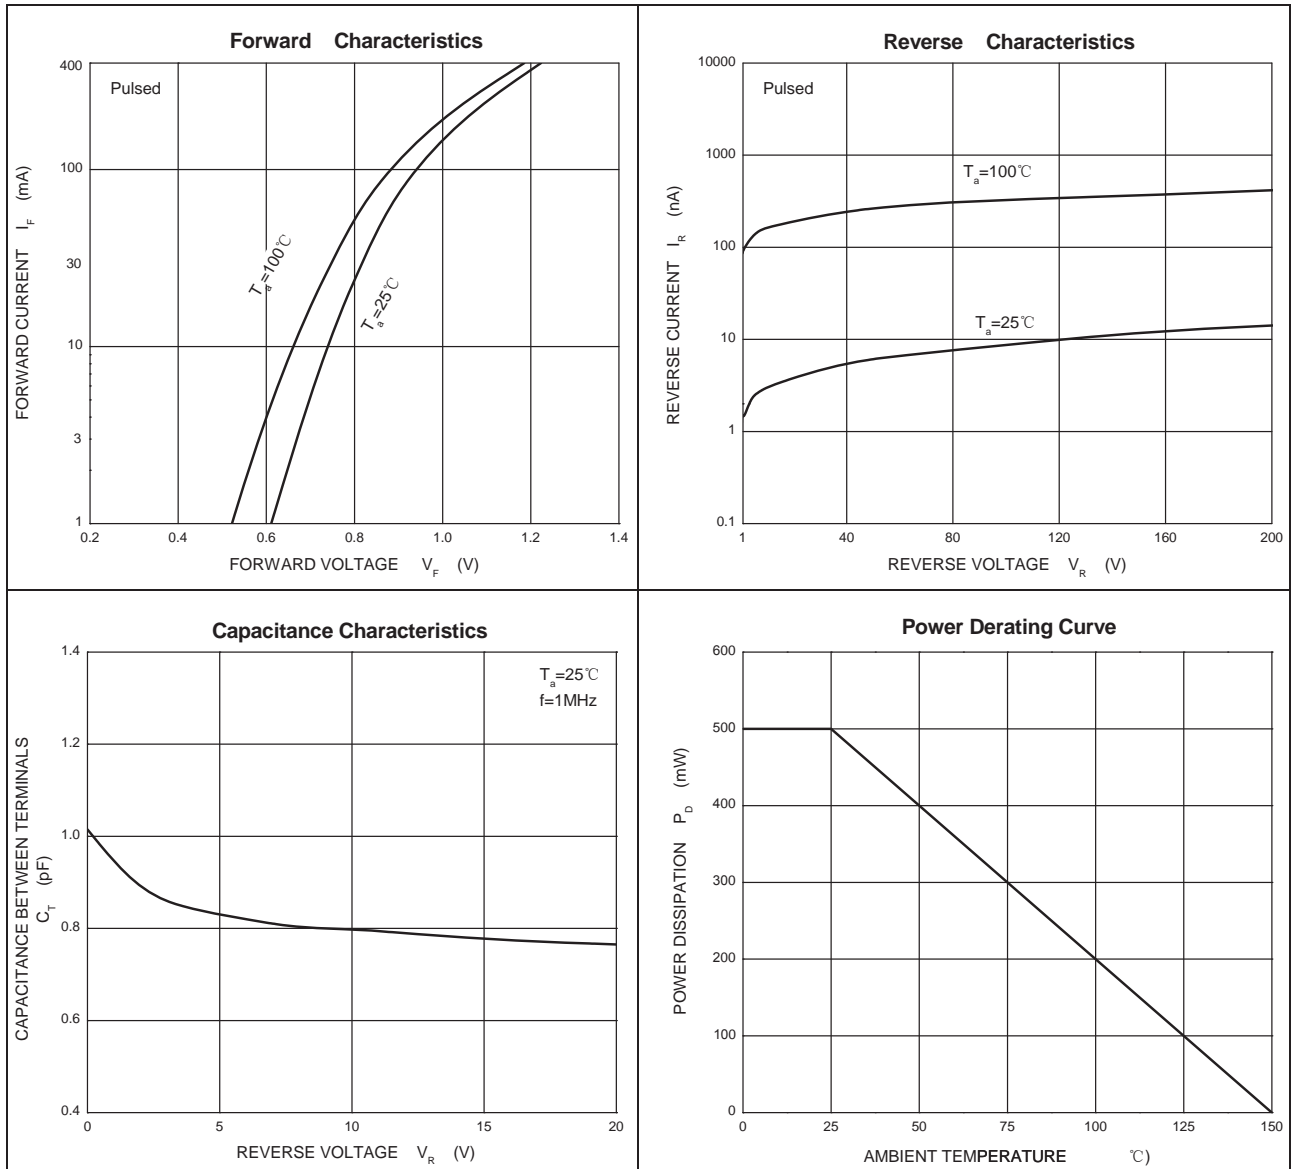 Forward Characteristics
Pulsed
400
100
30
10
3
1
0.2 0.4 0.6 0.8 1.0 1.2 1.4
FORWARD CURRENT I_F (mA)
T_a=100℃
T_a=25℃
FORWARD VOLTAGE V_F (V)
Reverse Characteristics
Pulsed
10000
1000
100
10
1
0.1
1 40 80 120 160 200
REVERSE CURRENT I_R (nA)
T_a=100℃
T_a=25℃
REVERSE VOLTAGE V_R (V)
Capacitance Characteristics
T_a=25℃
f=1MHz
1.4
1.2
1.0
0.8
0.6
0.4
0 5 10 15 20
CAPACITANCE BETWEEN TERMINALS
C_T (pF)
REVERSE VOLTAGE V_R (V)
Power Derating Curve
600
500
400
300
200
100
0
0 25 50 75 100 125 150
POWER DISSIPATION P_D (mW)
AMBIENT TEMPERATURE ℃)